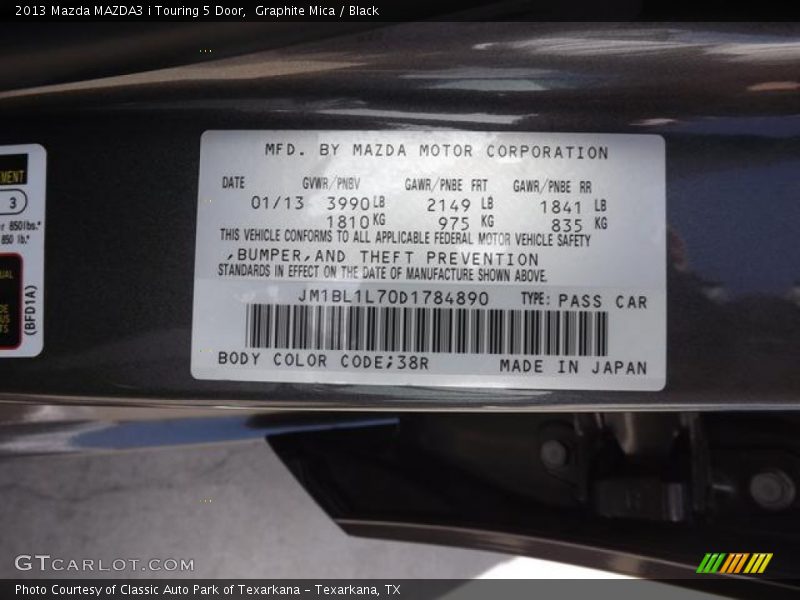 2013 Mazda MAZDA3 i Touring 5 Door,  Graphite Mica / Black
MFD. BY MAZDA MOTOR CORPORATION
DATE GVWR/PNBV GAWR/PNBE FRT GAWR/PNBE RR
01/13 3990 LB 2149 LB 1841 LB
1810 KG 975 KG 835 KG
THIS VEHICLE CONFORMS TO ALL APPLICABLE FEDERAL MOTOR VEHICLE SAFETY
,BUMPER,AND THEFT PREVENTION
STANDARDS IN EFFECT ON THE DATE OF MANUFACTURE SHOWN ABOVE.
JM1BL1L70D1784890 TYPE: PASS CAR
BODY COLOR CODE;38R MADE IN JAPAN
3
850lbs.*
850 lb.*
(BFD1A)
GTCARLOT.COM
Photo Courtesy of Classic Auto Park of Texarkana - Texarkana, TX